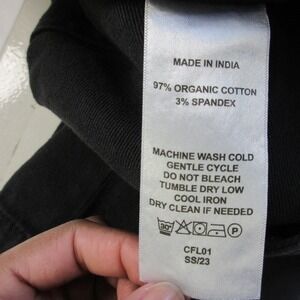 MADE IN INDIA
97% ORGANIC COTTON
3% SPANDEX
MACHINE WASH COLD
GENTLE CYCLE
DO NOT BLEACH
TUMBLE DRY LOW
COOL IRON
DRY CLEAN IF NEEDED
30°
CFL01
SS/23